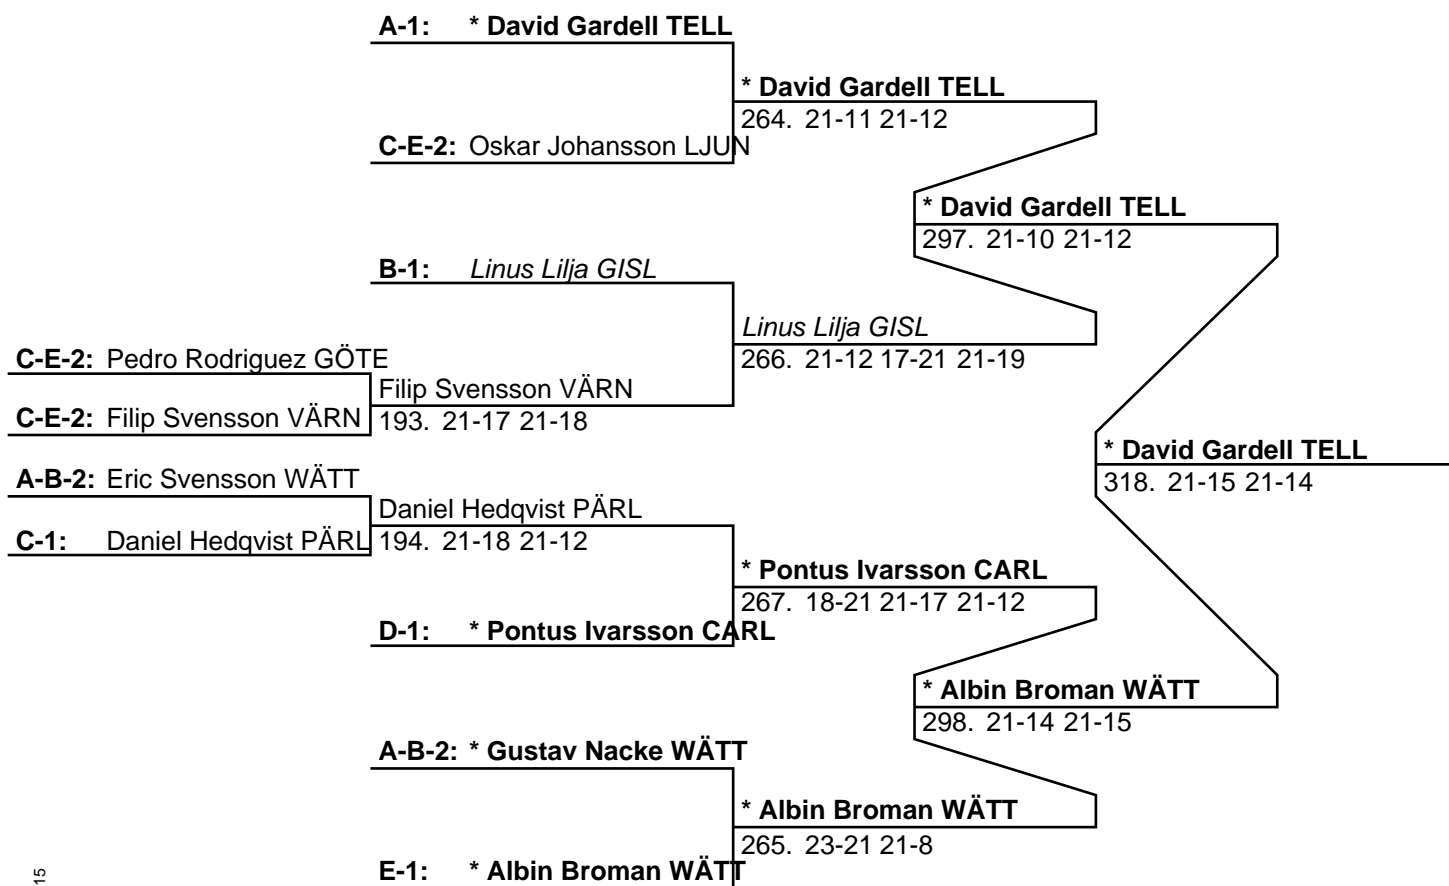 A-1: * David Gardell TELL
* David Gardell TELL
264. 21-11 21-12
C-E-2: Oskar Johansson LJUN
* David Gardell TELL
297. 21-10 21-12
B-1: Linus Lilja GISL
Linus Lilja GISL
266. 21-12 17-21 21-19
C-E-2: Pedro Rodriguez GÖTE
Filip Svensson VÄRN
C-E-2: Filip Svensson VÄRN
193. 21-17 21-18
* David Gardell TELL
318. 21-15 21-14
A-B-2: Eric Svensson WÄTT
Daniel Hedqvist PÄRL
C-1: Daniel Hedqvist PÄRL
194. 21-18 21-12
* Pontus Ivarsson CARL
267. 18-21 21-17 21-12
D-1: * Pontus Ivarsson CARL
* Albin Broman WÄTT
298. 21-14 21-15
A-B-2: * Gustav Nacke WÄTT
* Albin Broman WÄTT
265. 23-21 21-8
E-1: * Albin Broman WÄTT
15